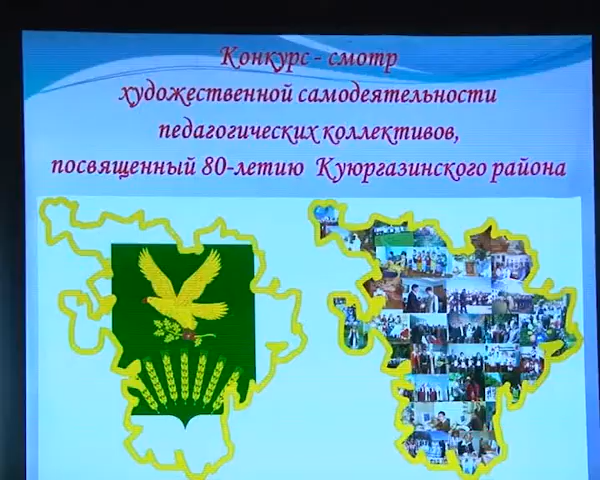 Конкурс - смотр
художественной самодеятельности
педагогических коллективов,
посвященный 80-летию Куюргазинского района